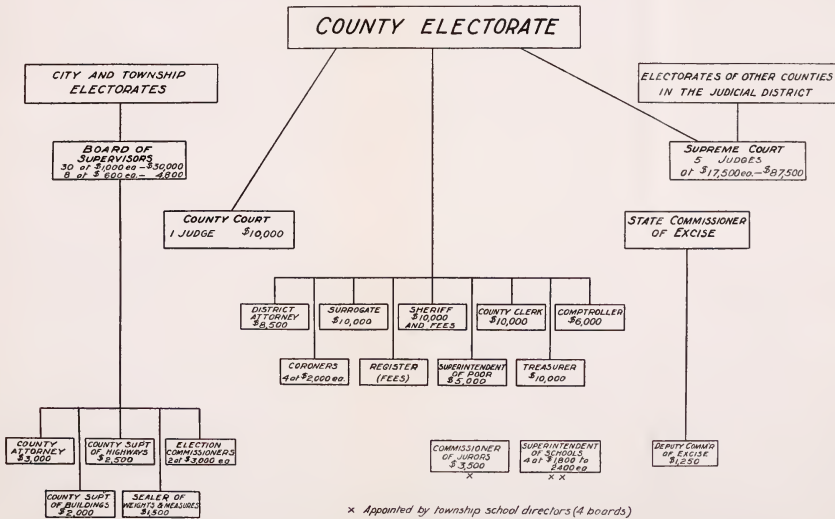 COUNTY ELECTORATE
CITY AND TOWNSHIP
ELECTORATES
ELECTORATES OF OTHER COUNTIES
IN THE JUDICIAL DISTRICT
BOARD OF
SUPERVISORS
30 at $1,000 ea - $30,000
8 at $600 ea - 4,800
SUPREME COURT
5 JUDGES
at $17,500 ea. - $87,500
COUNTY COURT
1 JUDGE $10,000
STATE COMMISSIONER
OF EXCISE
DISTRICT
ATTORNEY
$8,500
SURROGATE
$10,000
SHERIFF
$10,000
AND FEES
COUNTY CLERK
$10,000
COMPTROLLER
$6,000
CORONERS
4 at $2,000 ea.
REGISTER
(FEES)
SUPERINTENDENT
OF POOR
$5,000
TREASURER
$10,000
COUNTY
ATTORNEY
$3,000
COUNTY SUPT
OF HIGHWAYS
$2,500
ELECTION
COMMISSIONERS
2 at $3,000 ea
COMMISSIONER
OF JURORS
$3,500
×
SUPERINTENDENT
OF SCHOOLS
4 at $1,800 to
2400 ea
× ×
DEPUTY COMM'R
OF EXCISE
$1,250
COUNTY SUPT
OF BUILDINGS
$2,000
SEALER OF
WEIGHTS & MEASURES
$1,500
× Appointed by township school directors (4 boards)